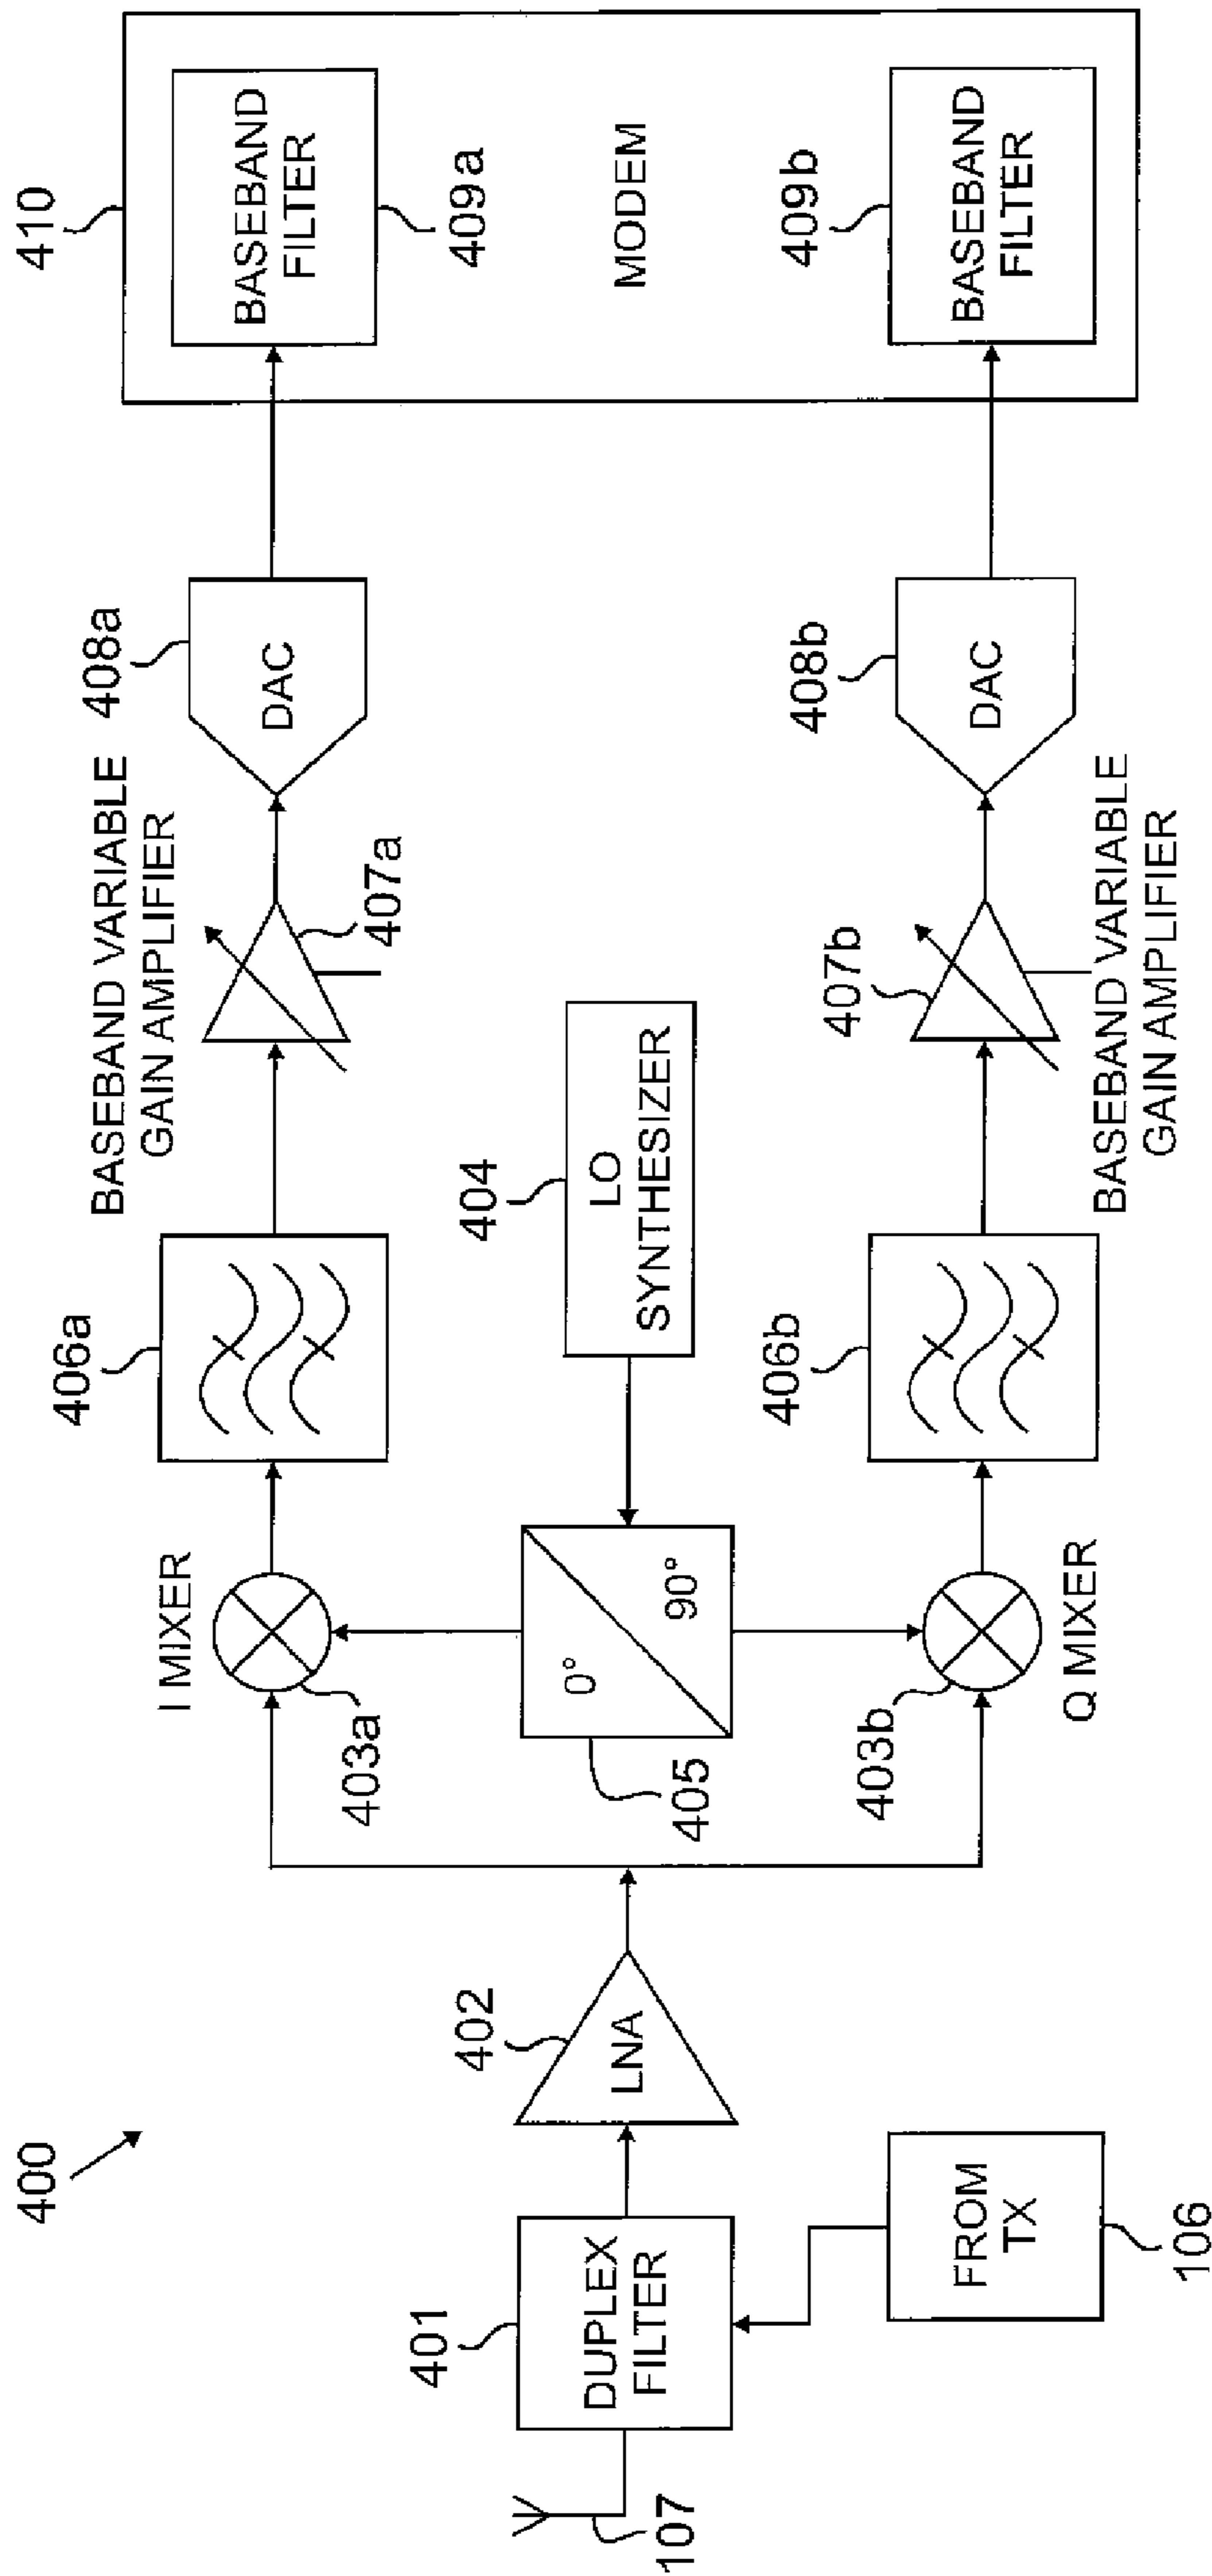 400
107
401
DUPLEX
FILTER
FROM
TX
106
402
LNA
I MIXER
403a
0°
90°
405
403b
Q MIXER
404
LO
SYNTHESIZER
406a
406b
BASEBAND VARIABLE
GAIN AMPLIFIER
407a
407b
BASEBAND VARIABLE
GAIN AMPLIFIER
408a
DAC
408b
DAC
410
BASEBAND
FILTER
409a
MODEM
409b
BASEBAND
FILTER